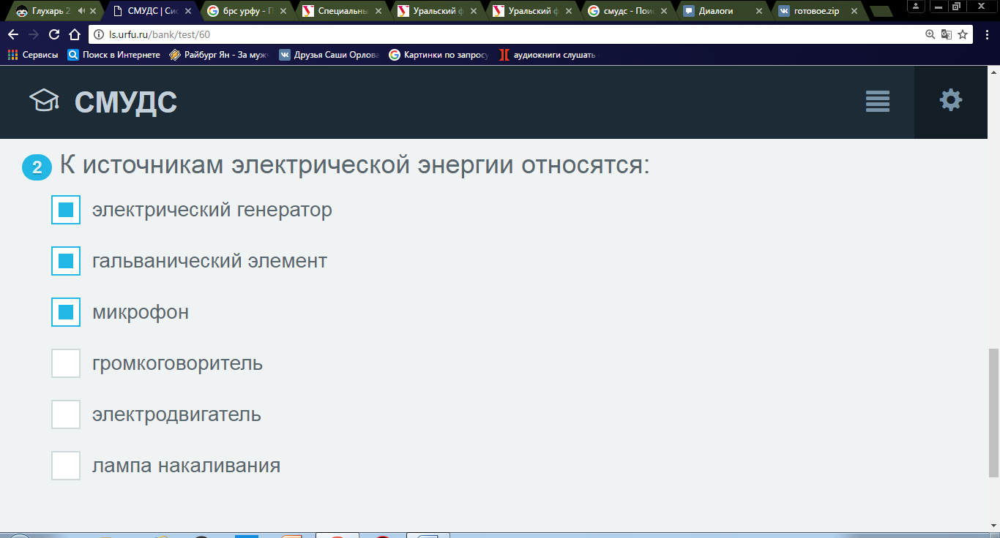 Глухарь 2
СМУДС | Сис
брс урфу - П
Специальны
Уральский ф
Уральский ф
смудс - Пои
Диалоги
готовое.zip
ls.urfu.ru/bank/test/60
Сервисы
Поиск в Интернете
Райбург Ян - За муж
Друзья Саши Орлова
Картинки по запросу
аудиокниги слушать
СМУДС
2 К источникам электрической энергии относятся:
электрический генератор
гальванический элемент
микрофон
громкоговоритель
электродвигатель
лампа накаливания